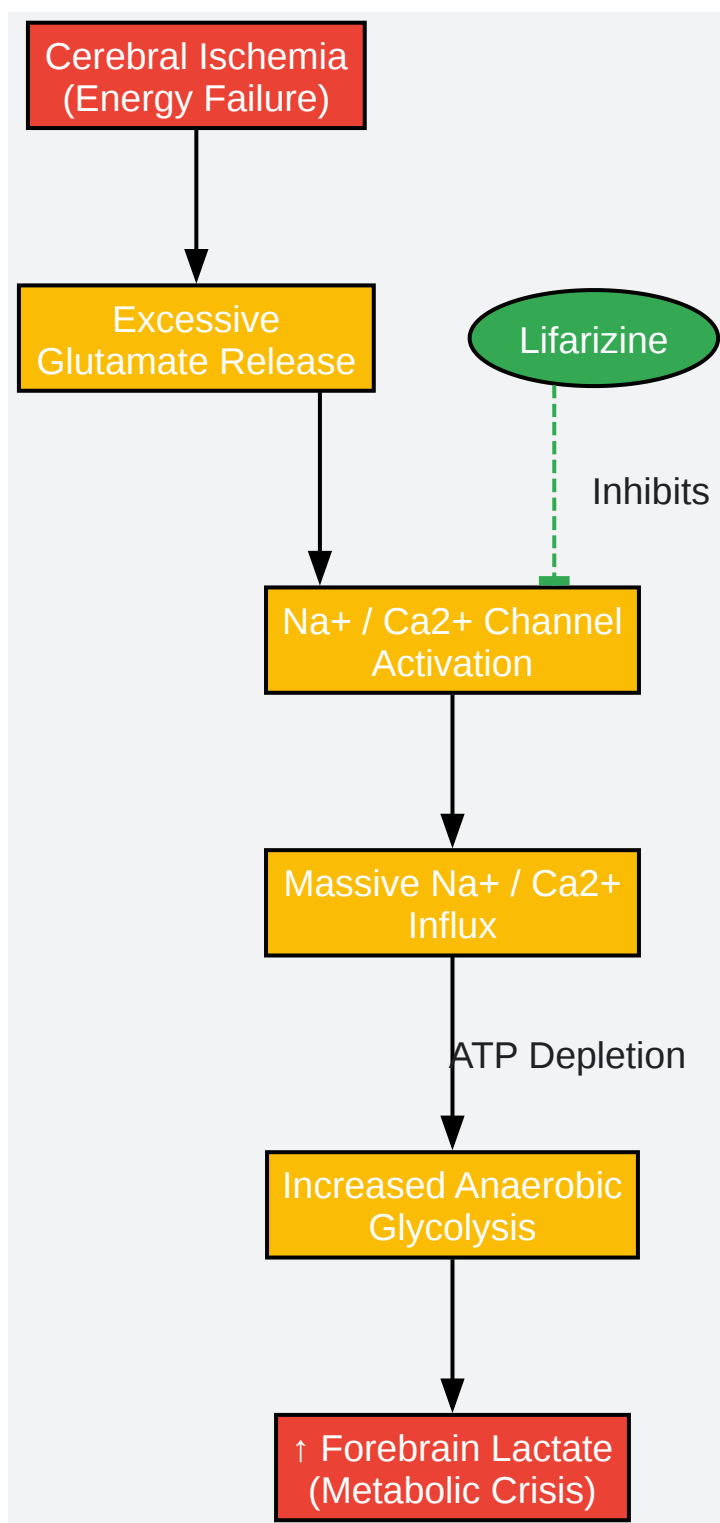 Cerebral Ischemia
(Energy Failure)
Excessive
Glutamate Release
Lifarizine
Inhibits
Na+ / Ca2+ Channel
Activation
Massive Na+ / Ca2+
Influx
ATP Depletion
Increased Anaerobic
Glycolysis
↑ Forebrain Lactate
(Metabolic Crisis)